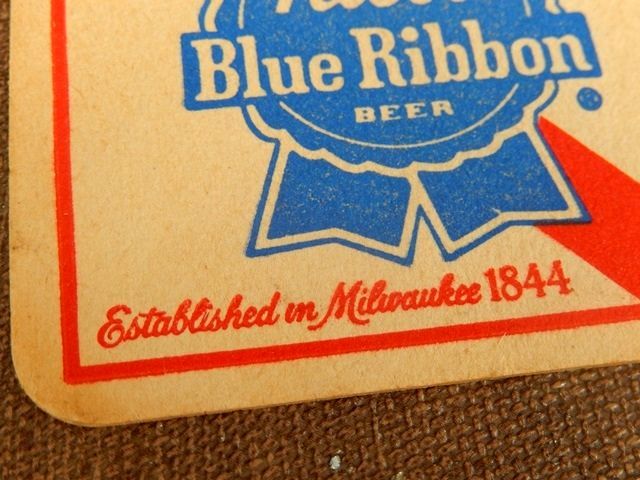 Blue Ribbon
BEER
®
Established in Milwaukee 1844